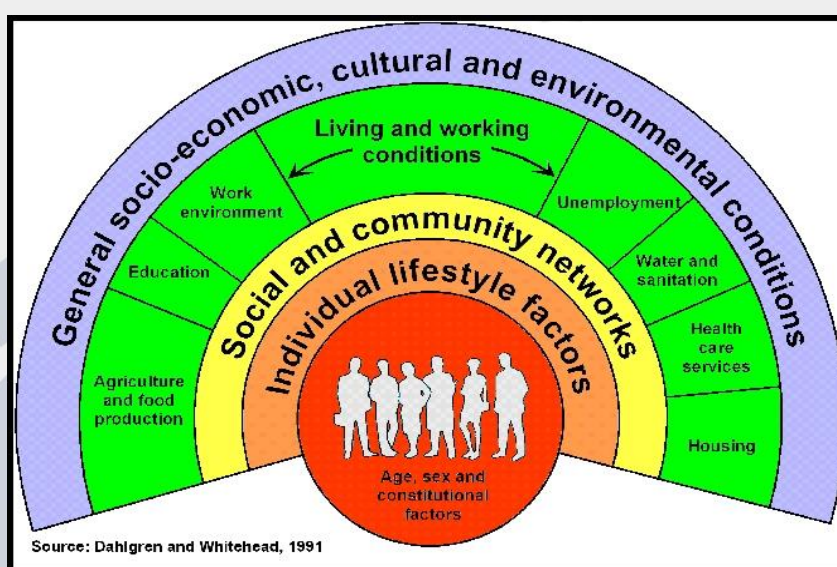 General socio-economic, cultural and environmental conditions
Living and working
conditions
Work
environment
Unemployment
Education
Water and
sanitation
Agriculture
and food
production
Health
care
services
Housing
Social and community networks
Individual lifestyle factors
Age, sex and
constitutional
factors
Source: Dahlgren and Whitehead, 1991